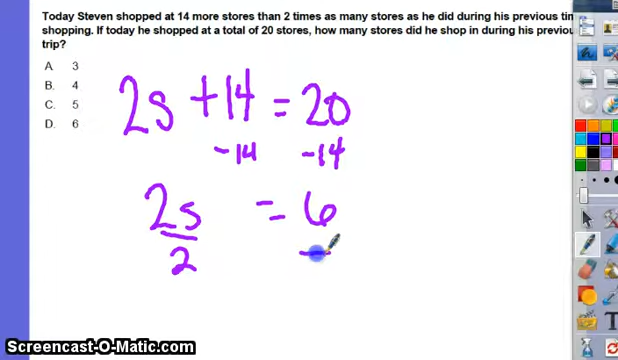 Today Steven shopped at 14 more stores than 2 times as many stores as he did during his previous
shopping. If today he shopped at a total of 20 stores, how many stores did he shop in during his
trip?
A. 3
B. 4
C. 5
D. 6
2s + 14 = 20
-14 -14
2s = 6
2
Screencast-O-Matic.com